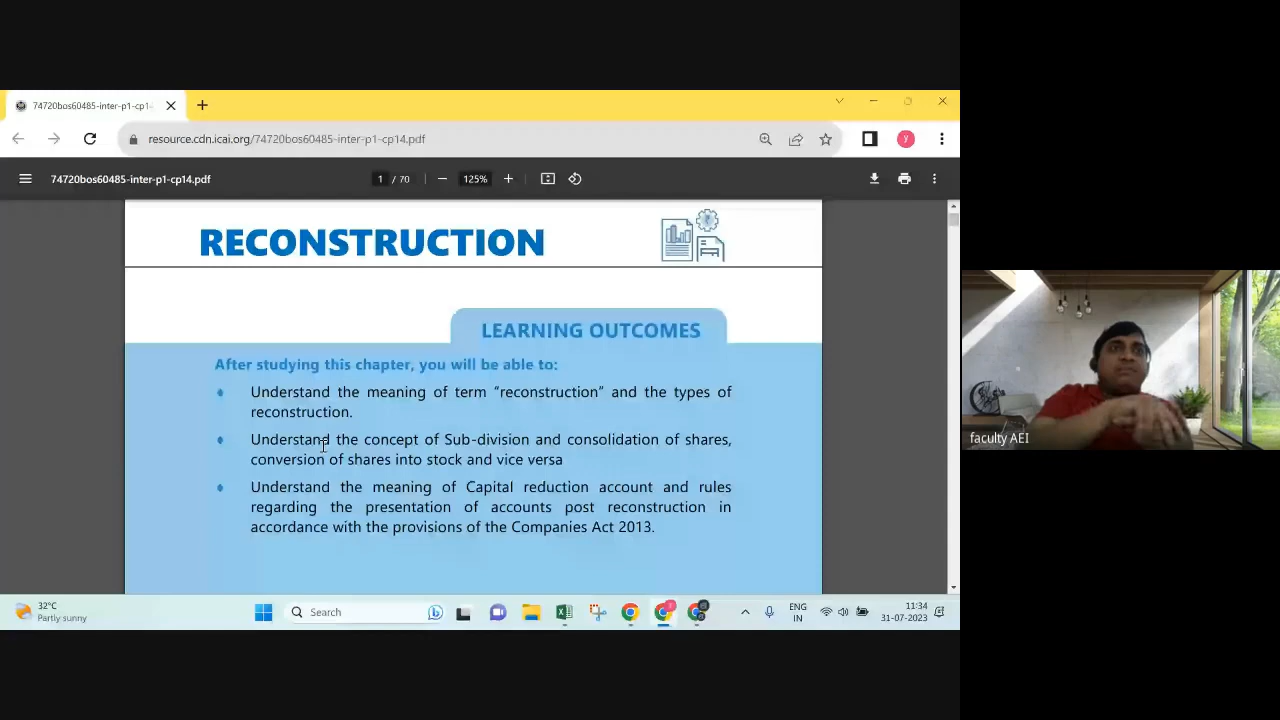 74720bos60485-inter-p1-cp1
resource.cdn.icai.org/74720bos60485-inter-p1-cp14.pdf
74720bos60485-inter-p1-cp14.pdf
1 / 70
125%
RECONSTRUCTION
LEARNING OUTCOMES
After studying this chapter, you will be able to:
Understand the meaning of term “reconstruction” and the types of
reconstruction.
Understand the concept of Sub-division and consolidation of shares,
conversion of shares into stock and vice versa
Understand the meaning of Capital reduction account and rules
regarding the presentation of accounts post reconstruction in
accordance with the provisions of the Companies Act 2013.
faculty AEI
32°C
Partly sunny
Search
ENG
IN
11:34
31-07-2023
y